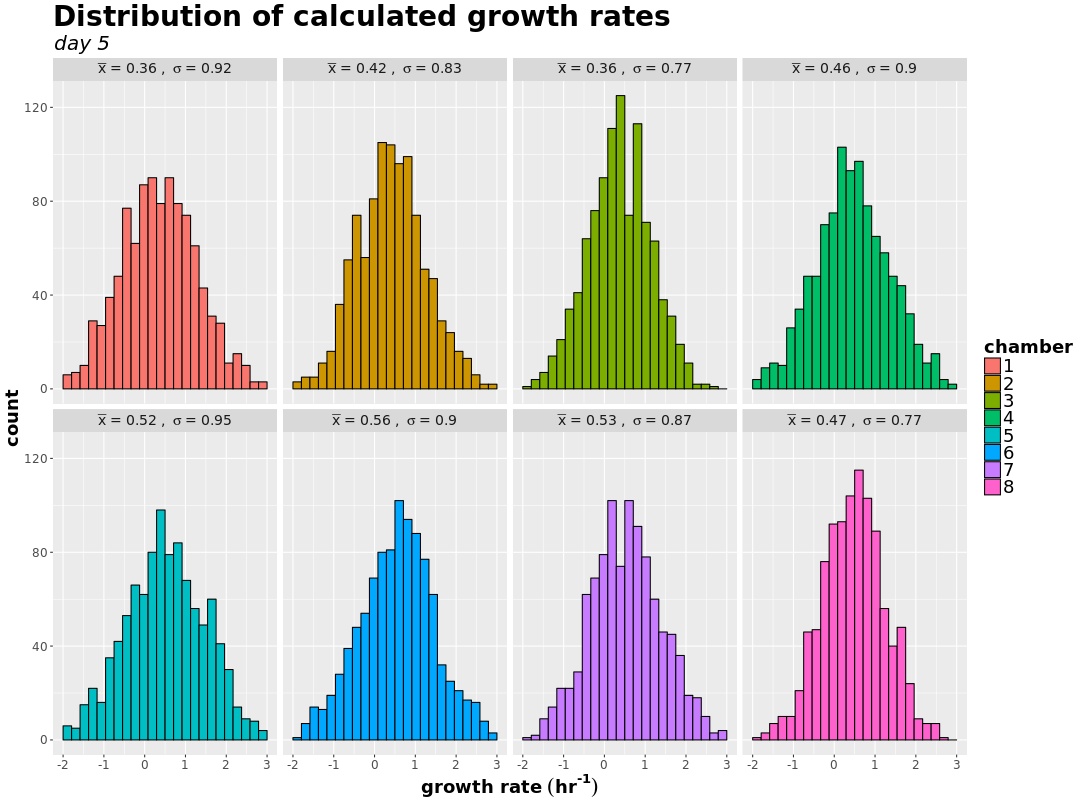 Distribution of calculated growth rates
day 5
x̅ = 0.36 , σ = 0.92
x̅ = 0.42 , σ = 0.83
x̅ = 0.36 , σ = 0.77
x̅ = 0.46 , σ = 0.9
120
80
40
0
x̅ = 0.52 , σ = 0.95
x̅ = 0.56 , σ = 0.9
x̅ = 0.53 , σ = 0.87
x̅ = 0.47 , σ = 0.77
120
80
40
0
-2 -1 0 1 2 3
-2 -1 0 1 2 3
-2 -1 0 1 2 3
-2 -1 0 1 2 3
growth rate (hr⁻¹)
count
chamber
1
2
3
4
5
6
7
8